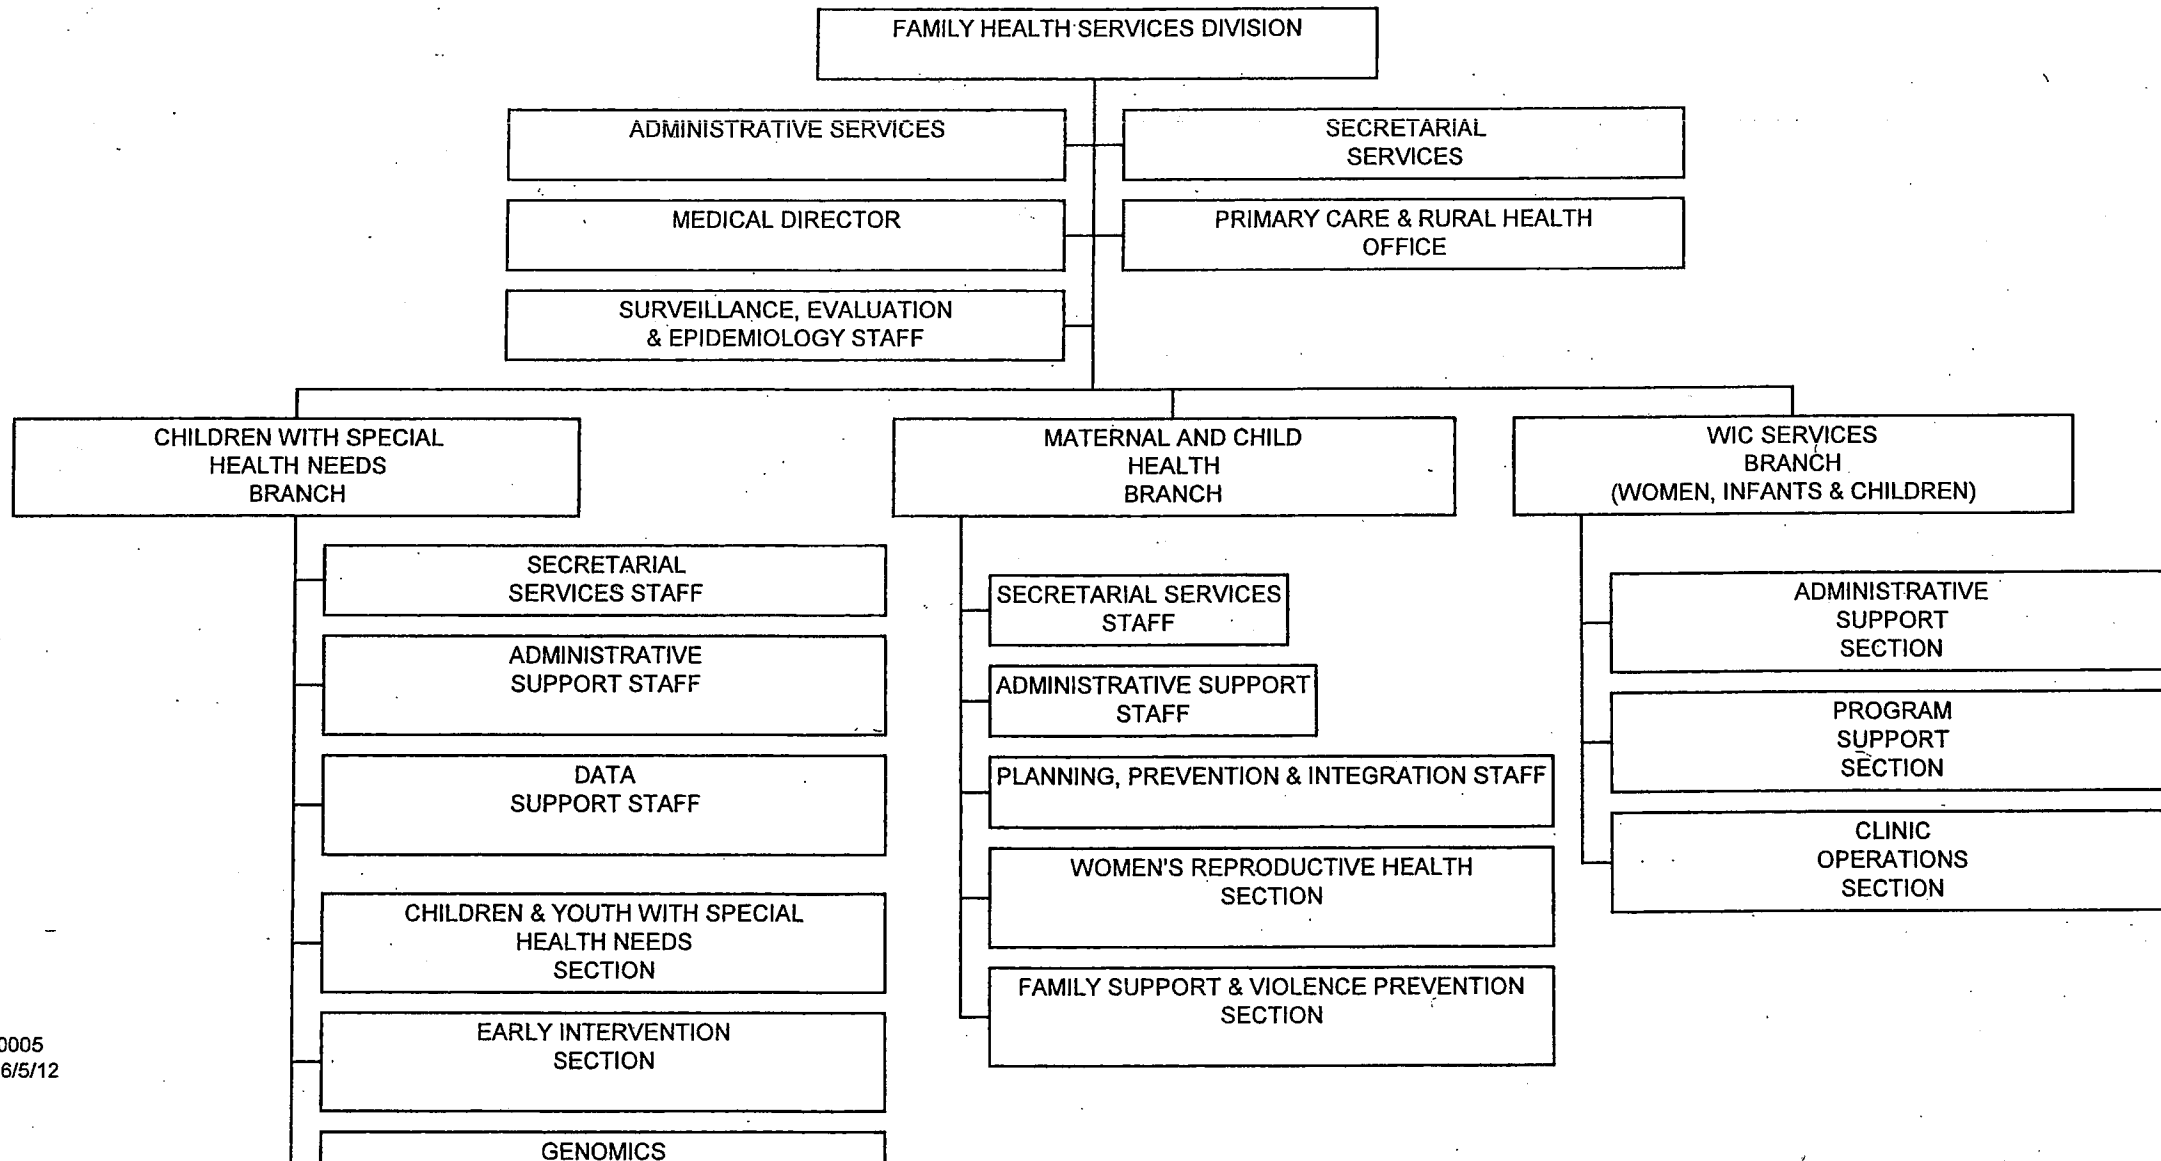 FAMILY HEALTH SERVICES DIVISION
ADMINISTRATIVE SERVICES
SECRETARIAL
SERVICES
MEDICAL DIRECTOR
PRIMARY CARE & RURAL HEALTH
OFFICE
SURVEILLANCE, EVALUATION
& EPIDEMIOLOGY STAFF
CHILDREN WITH SPECIAL
HEALTH NEEDS
BRANCH
MATERNAL AND CHILD
HEALTH
BRANCH
WIC SERVICES
BRANCH
(WOMEN, INFANTS & CHILDREN)
SECRETARIAL
SERVICES STAFF
ADMINISTRATIVE
SUPPORT STAFF
DATA
SUPPORT STAFF
CHILDREN & YOUTH WITH SPECIAL
HEALTH NEEDS
SECTION
EARLY INTERVENTION
SECTION
GENOMICS
SECRETARIAL SERVICES
STAFF
ADMINISTRATIVE SUPPORT
STAFF
PLANNING, PREVENTION & INTEGRATION STAFF
WOMEN'S REPRODUCTIVE HEALTH
SECTION
FAMILY SUPPORT & VIOLENCE PREVENTION
SECTION
ADMINISTRATIVE
SUPPORT
SECTION
PROGRAM
SUPPORT
SECTION
CLINIC
OPERATIONS
SECTION
0005
6/5/12